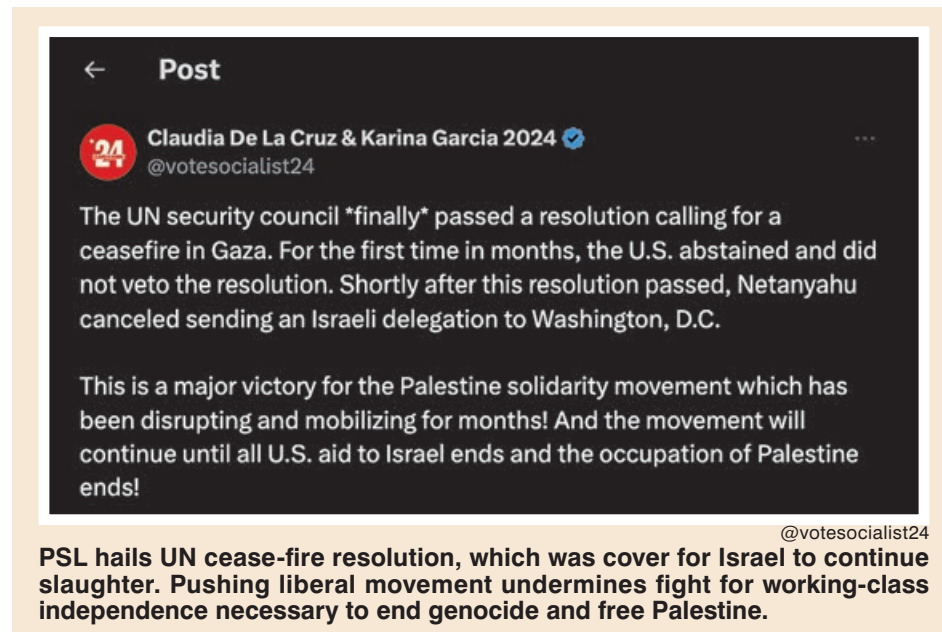 ← Post
'24
Claudia De La Cruz & Karina Garcia 2024
@votesocialist24
The UN security council *finally* passed a resolution calling for a
ceasefire in Gaza. For the first time in months, the U.S. abstained and did
not veto the resolution. Shortly after this resolution passed, Netanyahu
canceled sending an Israeli delegation to Washington, D.C.
This is a major victory for the Palestine solidarity movement which has
been disrupting and mobilizing for months! And the movement will
continue until all U.S. aid to Israel ends and the occupation of Palestine
ends!
@votesocialist24
PSL hails UN cease-fire resolution, which was cover for Israel to continue
slaughter. Pushing liberal movement undermines fight for working-class
independence necessary to end genocide and free Palestine.